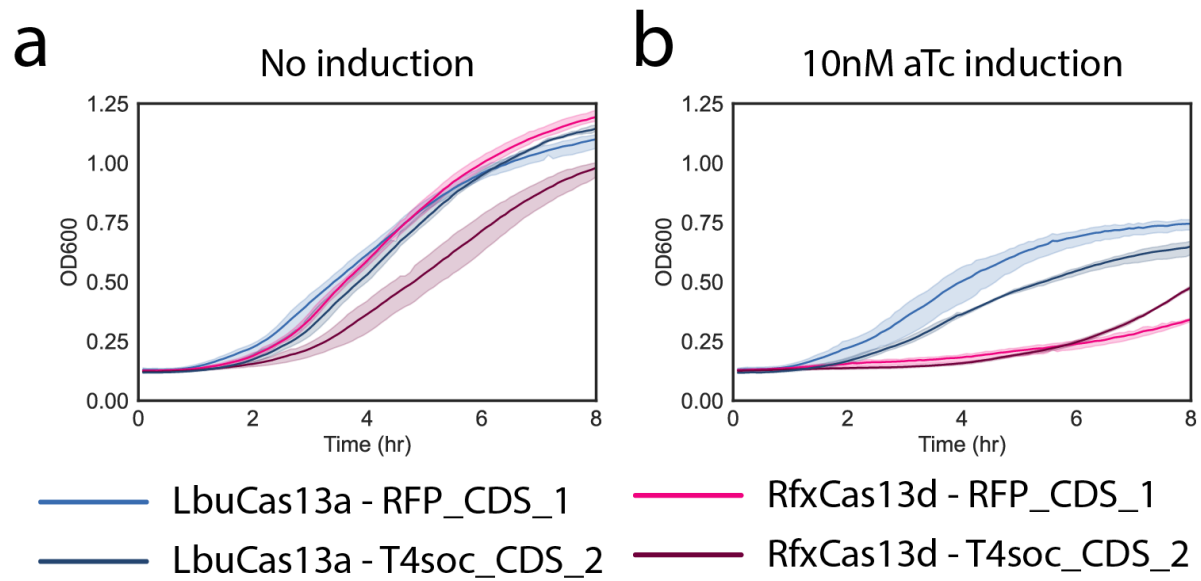 a
No induction
1.25
1.00
0.75
0.50
0.25
0.00
OD600
0 2 4 6 8
Time (hr)
b
10nM aTc induction
1.25
1.00
0.75
0.50
0.25
0.00
OD600
0 2 4 6 8
Time (hr)
LbuCas13a - RFP_CDS_1
LbuCas13a - T4soc_CDS_2
RfxCas13d - RFP_CDS_1
RfxCas13d - T4soc_CDS_2